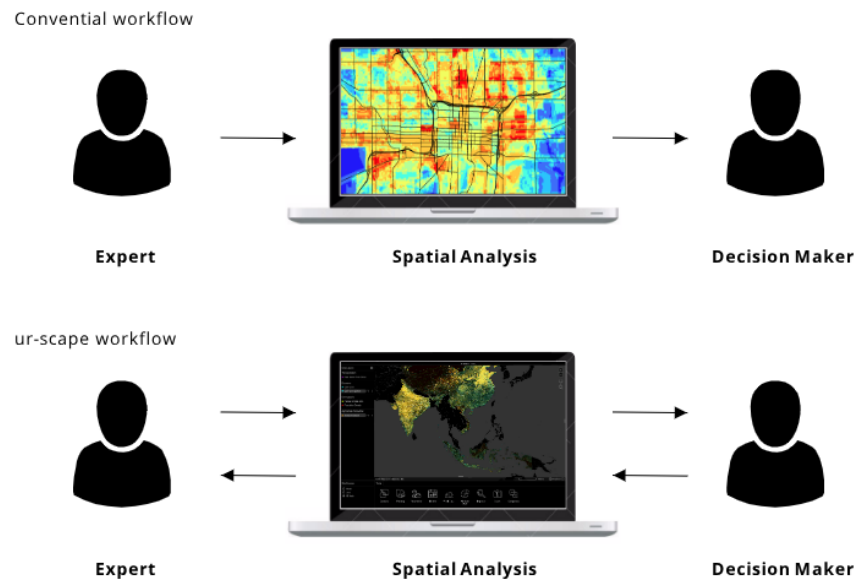 Convential workflow
Expert
Spatial Analysis
Decision Maker
ur-scape workflow
Expert
Spatial Analysis
Decision Maker